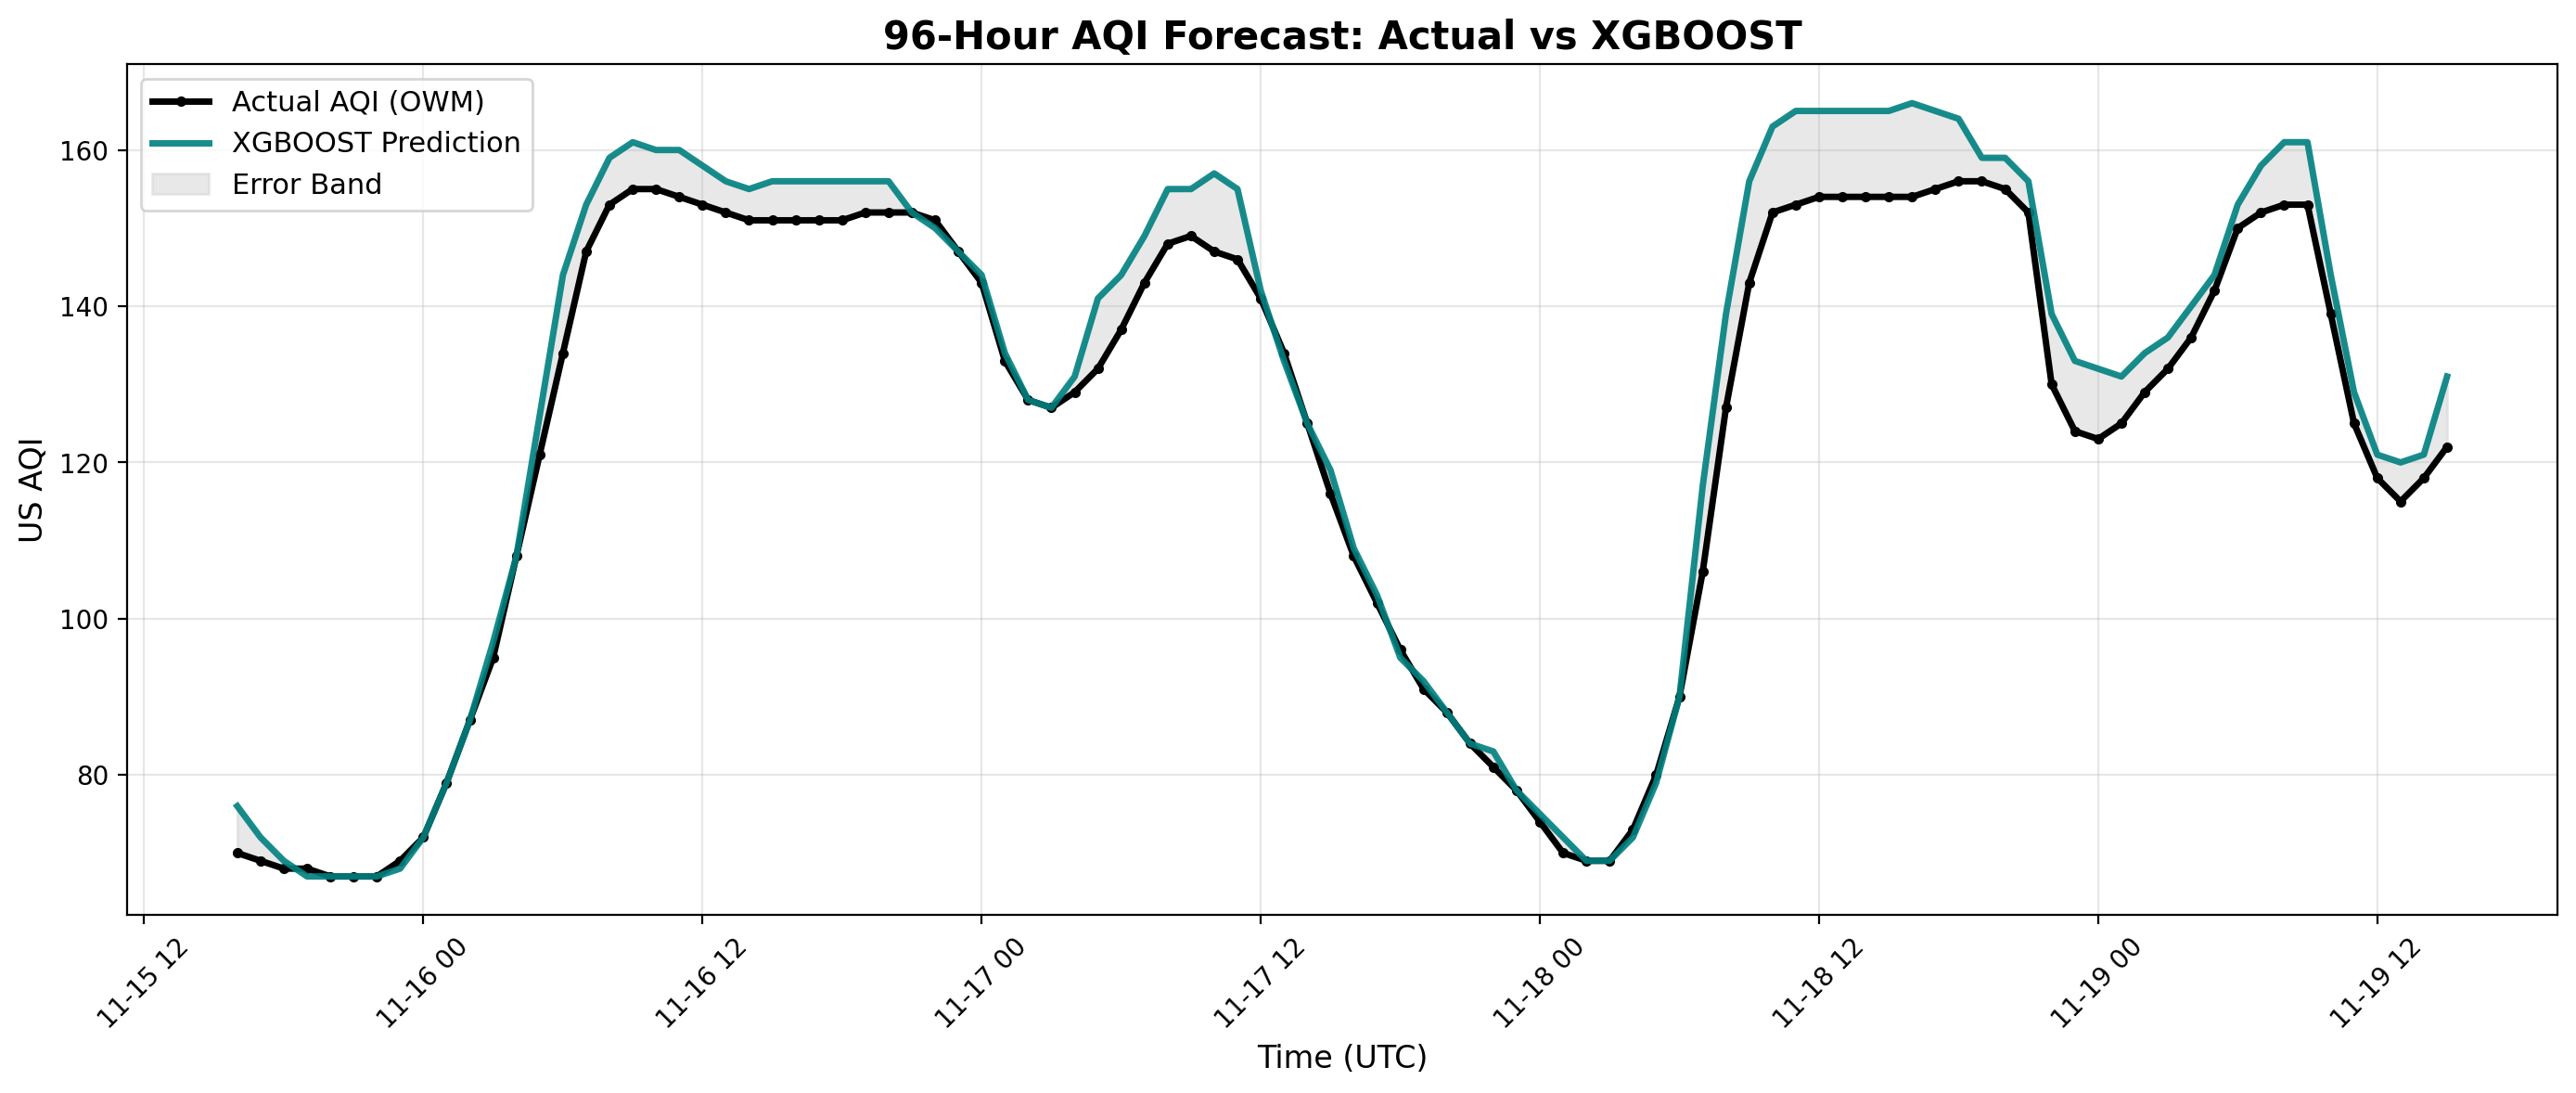 96-Hour AQI Forecast: Actual vs XGBOOST
Actual AQI (OWM)
XGBOOST Prediction
Error Band
US AQI
160
140
120
100
80
11-15 12
11-16 00
11-16 12
11-17 00
11-17 12
11-18 00
11-18 12
11-19 00
11-19 12
Time (UTC)